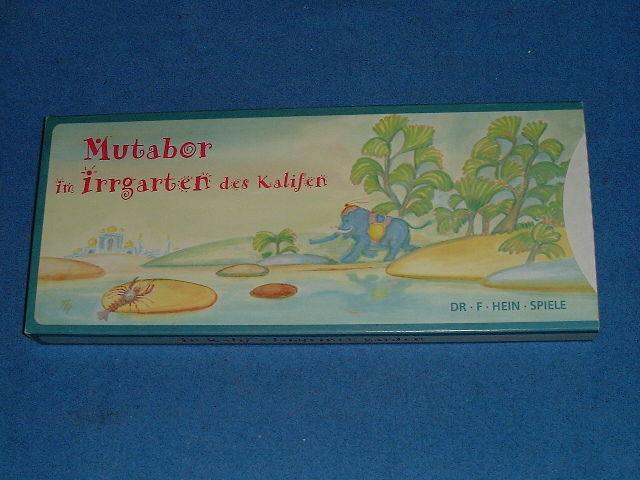 Mutabor
im irrgarten des Kalifen
DR · F · HEIN · SPIELE